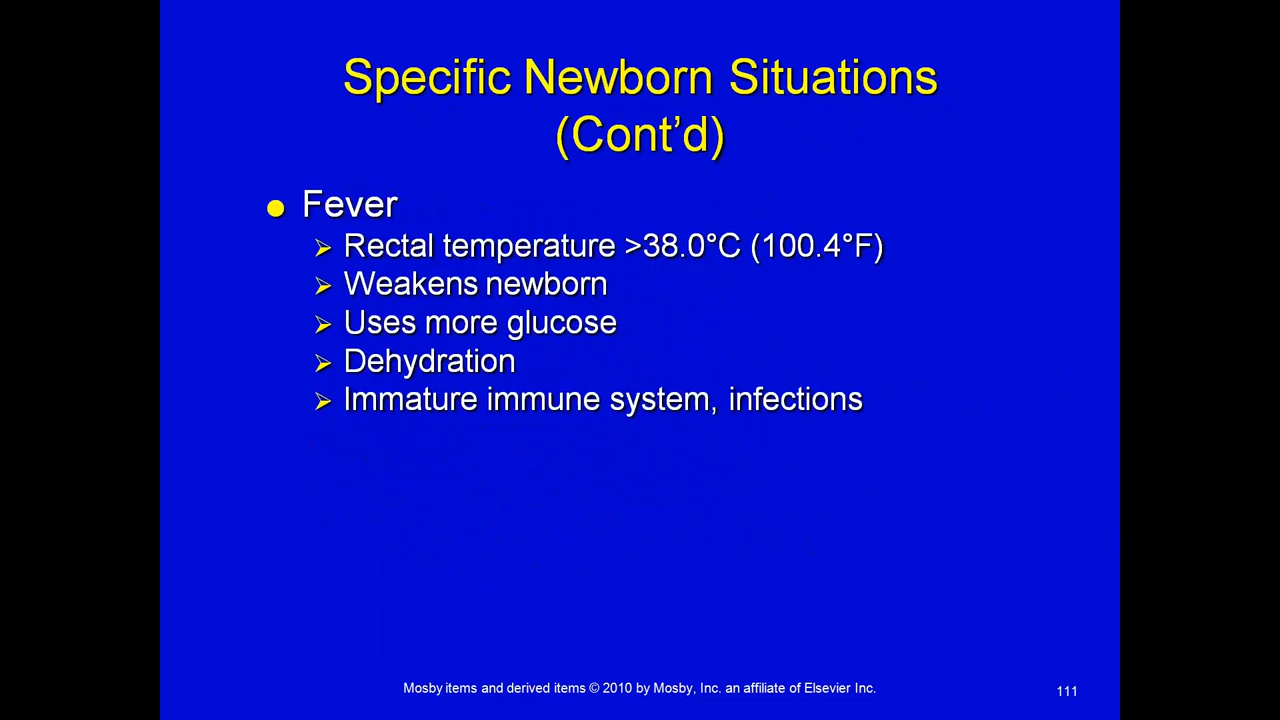 Specific Newborn Situations
(Cont’d)
Fever
Rectal temperature >38.0°C (100.4°F)
Weakens newborn
Uses more glucose
Dehydration
Immature immune system, infections
Mosby items and derived items © 2010 by Mosby, Inc. an affiliate of Elsevier Inc.
111